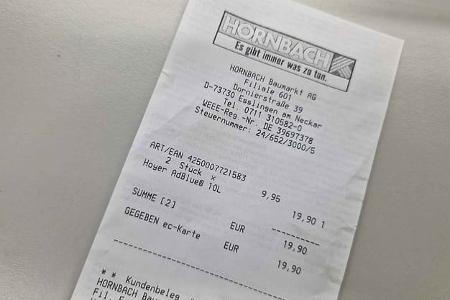 HORNBACH
Es gibt immer was zu tun.
HORNBACH Baumarkt AG
Filiale 601
Dornierstraße 39
D-73730 Esslingen am Neckar
Tel 0711 310582-0
WEEE-Reg.-Nr. DE 39697378
Steuernummer: 24/652/3000/5
ART/EAN 4250007721583
2 Stück x 9,95
Hoyer AdBlue® 10L 19,90 1
SUMME [2] EUR 19,90
GEGEBEN ec-Karte EUR 19,90
* * Kundenbeleg
HORNBACH Baum
Fil.